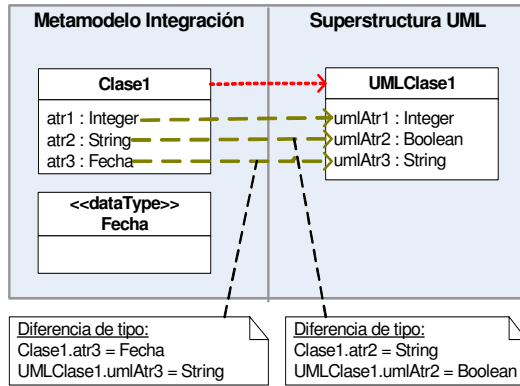 Metamodelo Integración
Superstructura UML
Clase1
atr1 : Integer
atr2 : String
atr3 : Fecha
UMLClase1
umlAtr1 : Integer
umlAtr2 : Boolean
umlAtr3 : String
<<dataType>>
Fecha
Diferencia de tipo:
Clase1.atr3 = Fecha
UMLClase1.umlAtr3 = String
Diferencia de tipo:
Clase1.atr2 = String
UMLClase1.umlAtr2 = Boolean